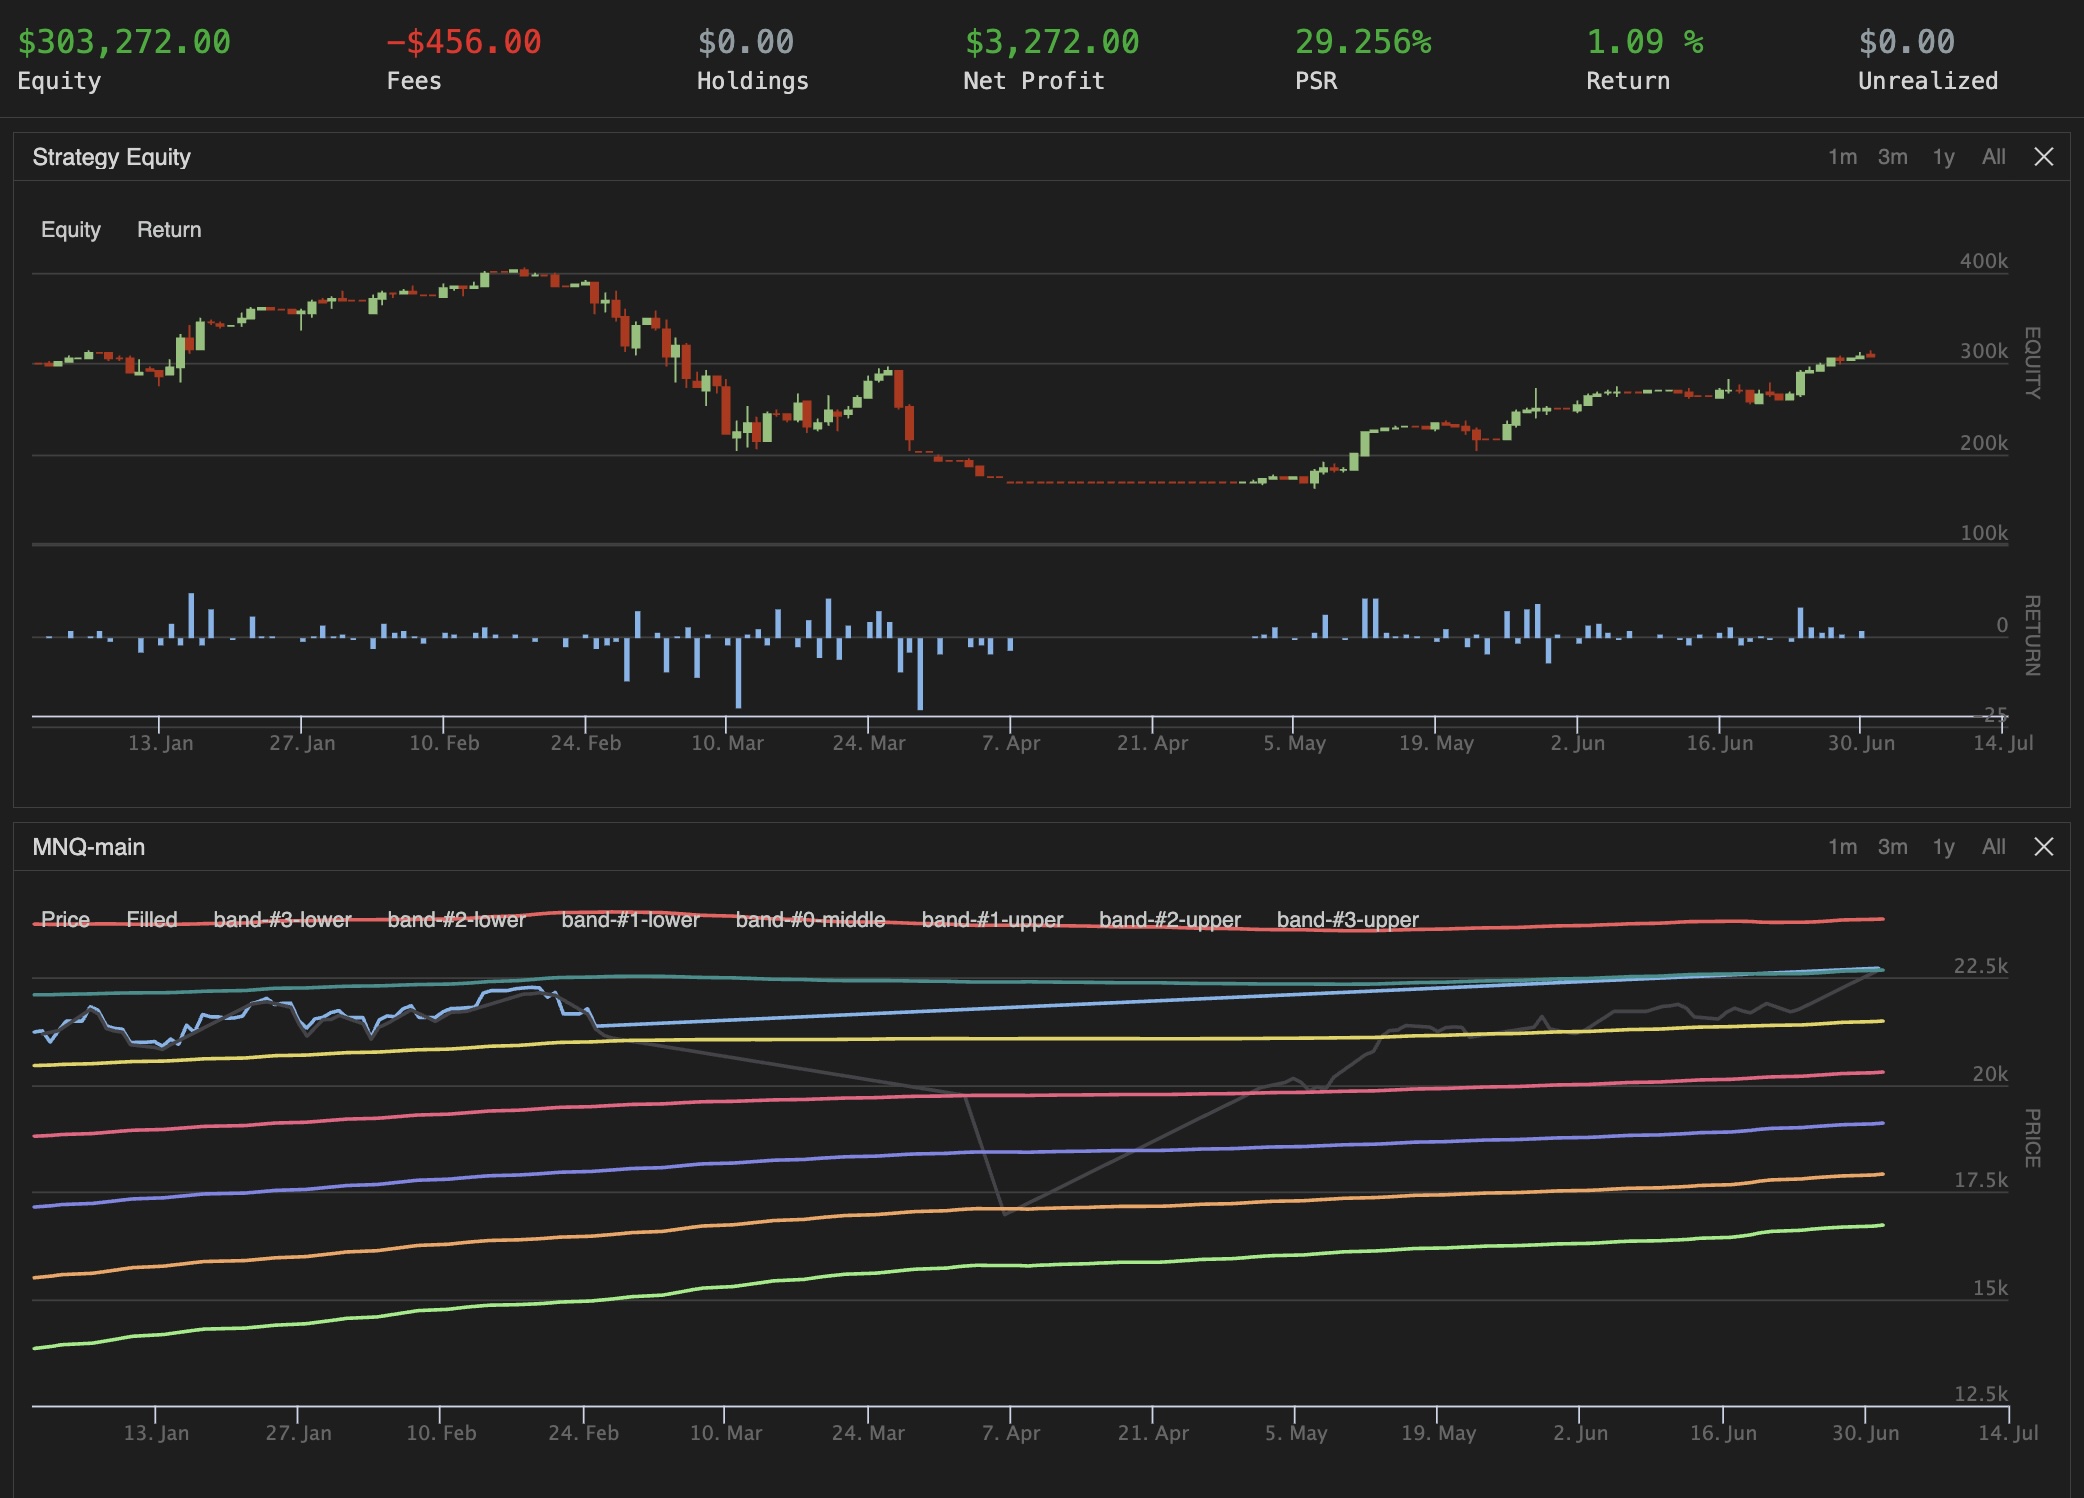 $303,272.00 −$456.00 $0.00 $3,272.00 29.256% 1.09 % $0.00
Equity Fees Holdings Net Profit PSR Return Unrealized
Strategy Equity 1m 3m 1y All
Equity Return
400k
300k
200k
100k
EQUITY
0
−25
RETURN
13. Jan 27. Jan 10. Feb 24. Feb 10. Mar 24. Mar 7. Apr 21. Apr 5. May 19. May 2. Jun 16. Jun 30. Jun 14. Jul
MNQ-main 1m 3m 1y All
Price Filled band-#3-lower band-#2-lower band-#1-lower band-#0-middle band-#1-upper band-#2-upper band-#3-upper
22.5k
20k
17.5k
15k
12.5k
PRICE
13. Jan 27. Jan 10. Feb 24. Feb 10. Mar 24. Mar 7. Apr 21. Apr 5. May 19. May 2. Jun 16. Jun 30. Jun 14. Jul